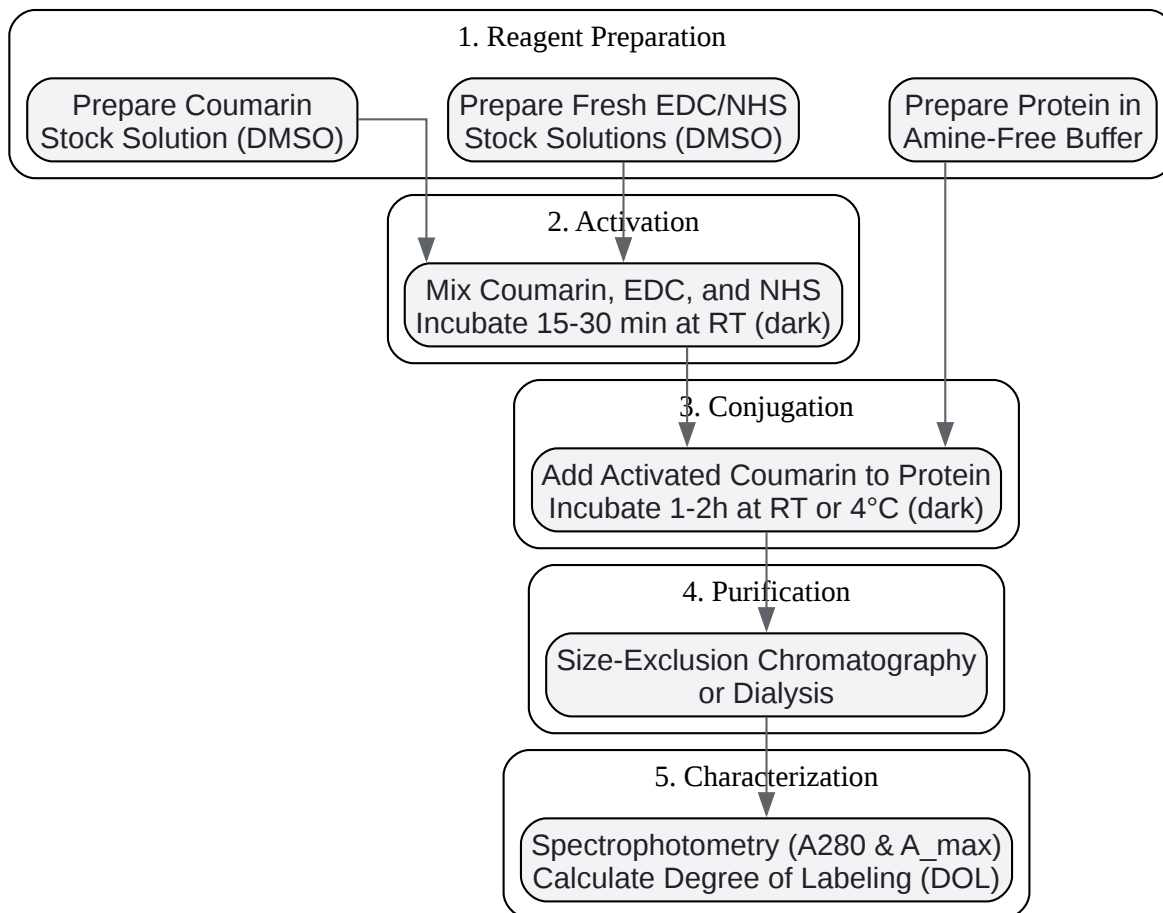 1. Reagent Preparation
Prepare Coumarin
Stock Solution (DMSO)
Prepare Fresh EDC/NHS
Stock Solutions (DMSO)
Prepare Protein in
Amine-Free Buffer
2. Activation
Mix Coumarin, EDC, and NHS
Incubate 15-30 min at RT (dark)
3. Conjugation
Add Activated Coumarin to Protein
Incubate 1-2h at RT or 4°C (dark)
4. Purification
Size-Exclusion Chromatography
or Dialysis
5. Characterization
Spectrophotometry (A280 & A_max)
Calculate Degree of Labeling (DOL)